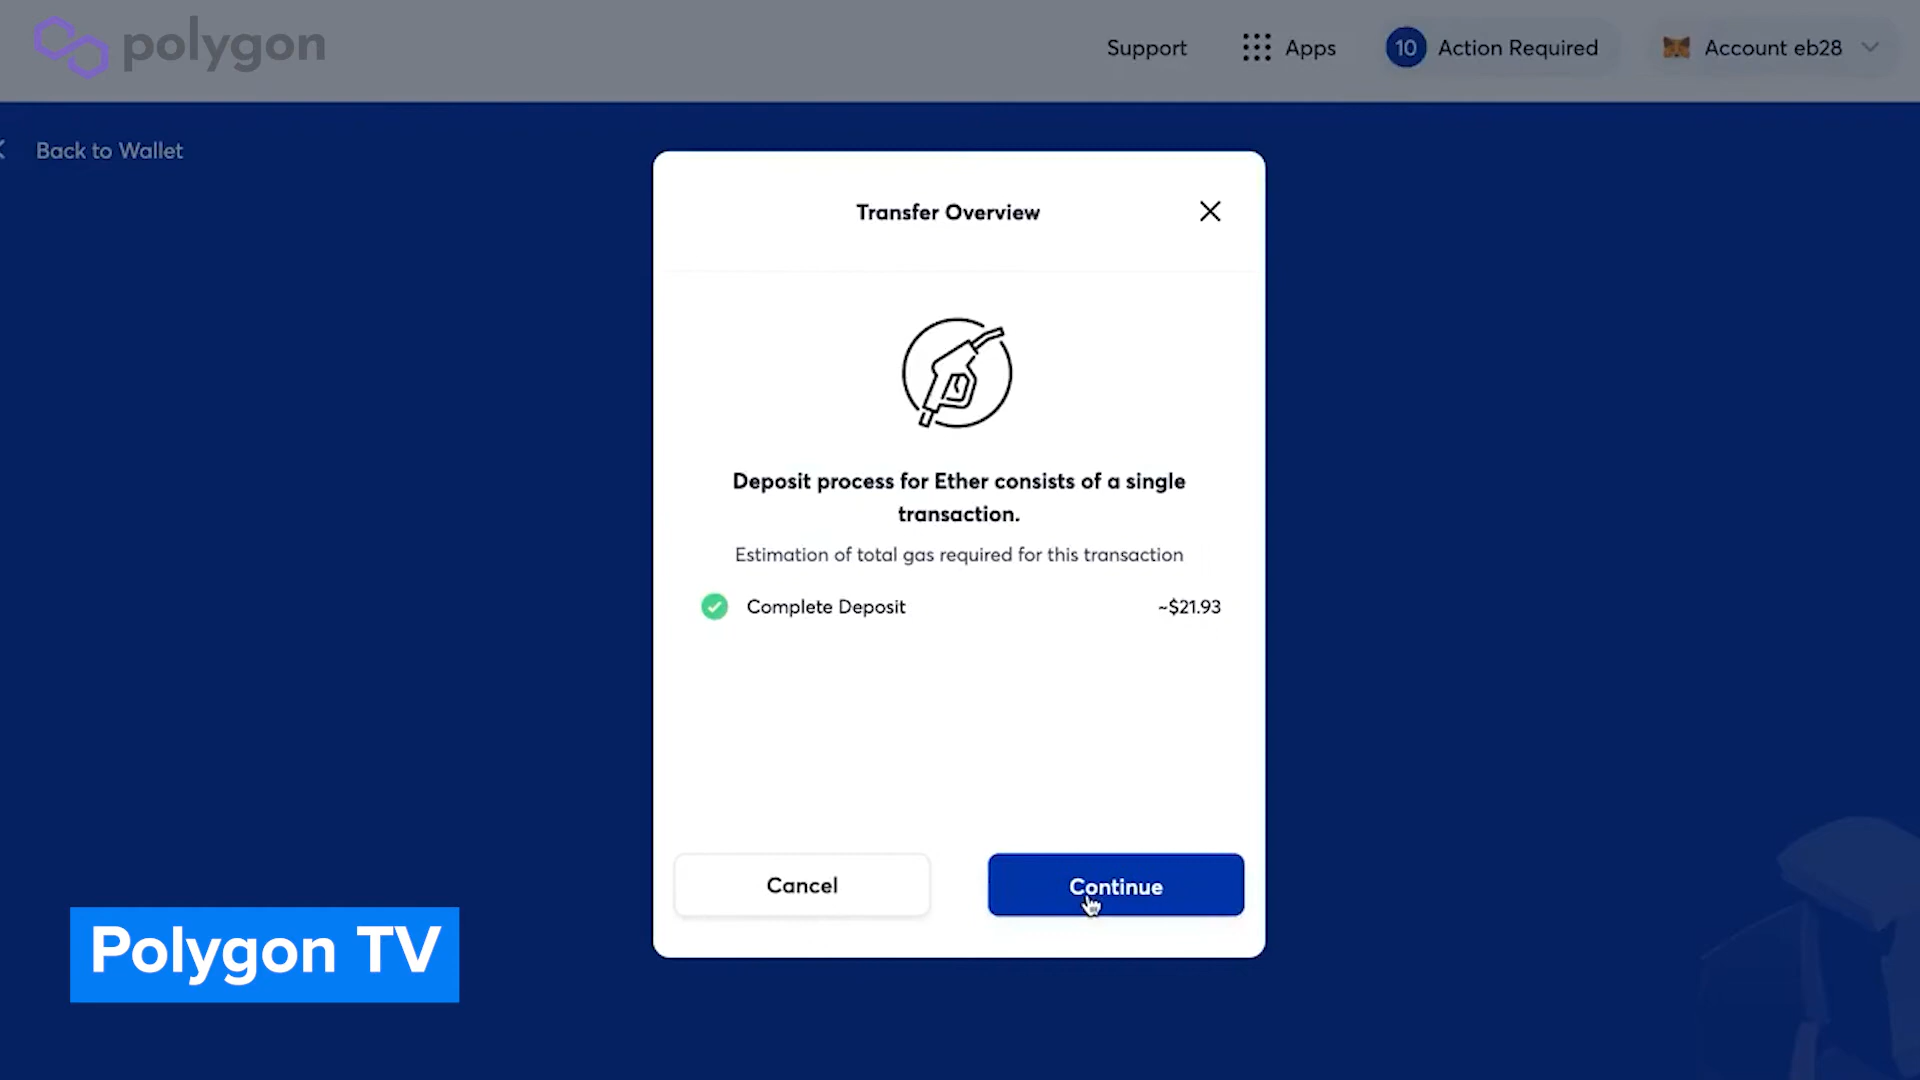 polygon
Support
Apps
10
Action Required
Account eb28
Back to Wallet
Transfer Overview
Deposit process for Ether consists of a single
transaction.
Estimation of total gas required for this transaction
Complete Deposit
~$21.93
Cancel
Continue
Polygon TV